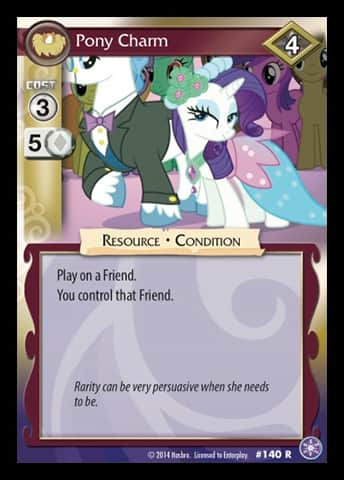 Pony Charm
4
COST
3
5
RESOURCE • CONDITION
Play on a Friend.
You control that Friend.
Rarity can be very persuasive when she needs
to be.
© 2014 Hasbro. Licensed to Enterplay. #140 R